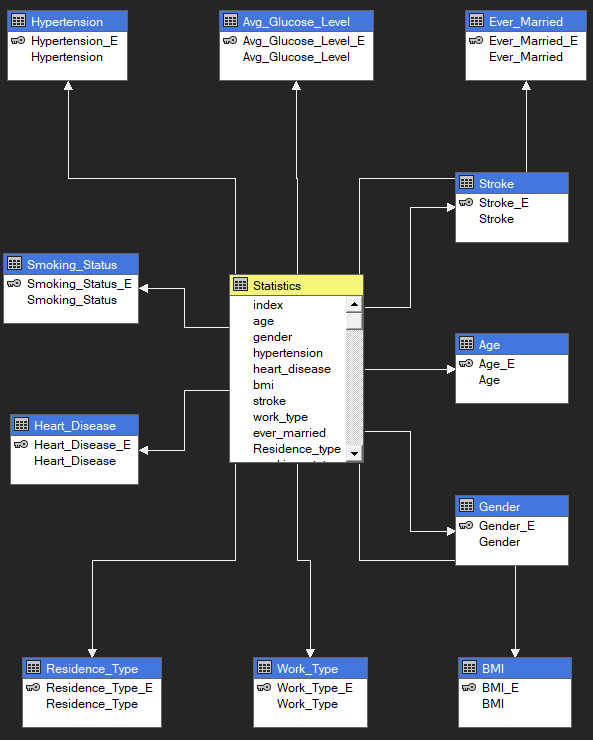 Hypertension
Hypertension_E
Hypertension
Avg_Glucose_Level
Avg_Glucose_Level_E
Avg_Glucose_Level
Ever_Married
Ever_Married_E
Ever_Married
Stroke
Stroke_E
Stroke
Smoking_Status
Smoking_Status_E
Smoking_Status
Statistics
index
age
gender
hypertension
heart_disease
bmi
stroke
work_type
ever_married
Residence_type
Age
Age_E
Age
Heart_Disease
Heart_Disease_E
Heart_Disease
Gender
Gender_E
Gender
Residence_Type
Residence_Type_E
Residence_Type
Work_Type
Work_Type_E
Work_Type
BMI
BMI_E
BMI